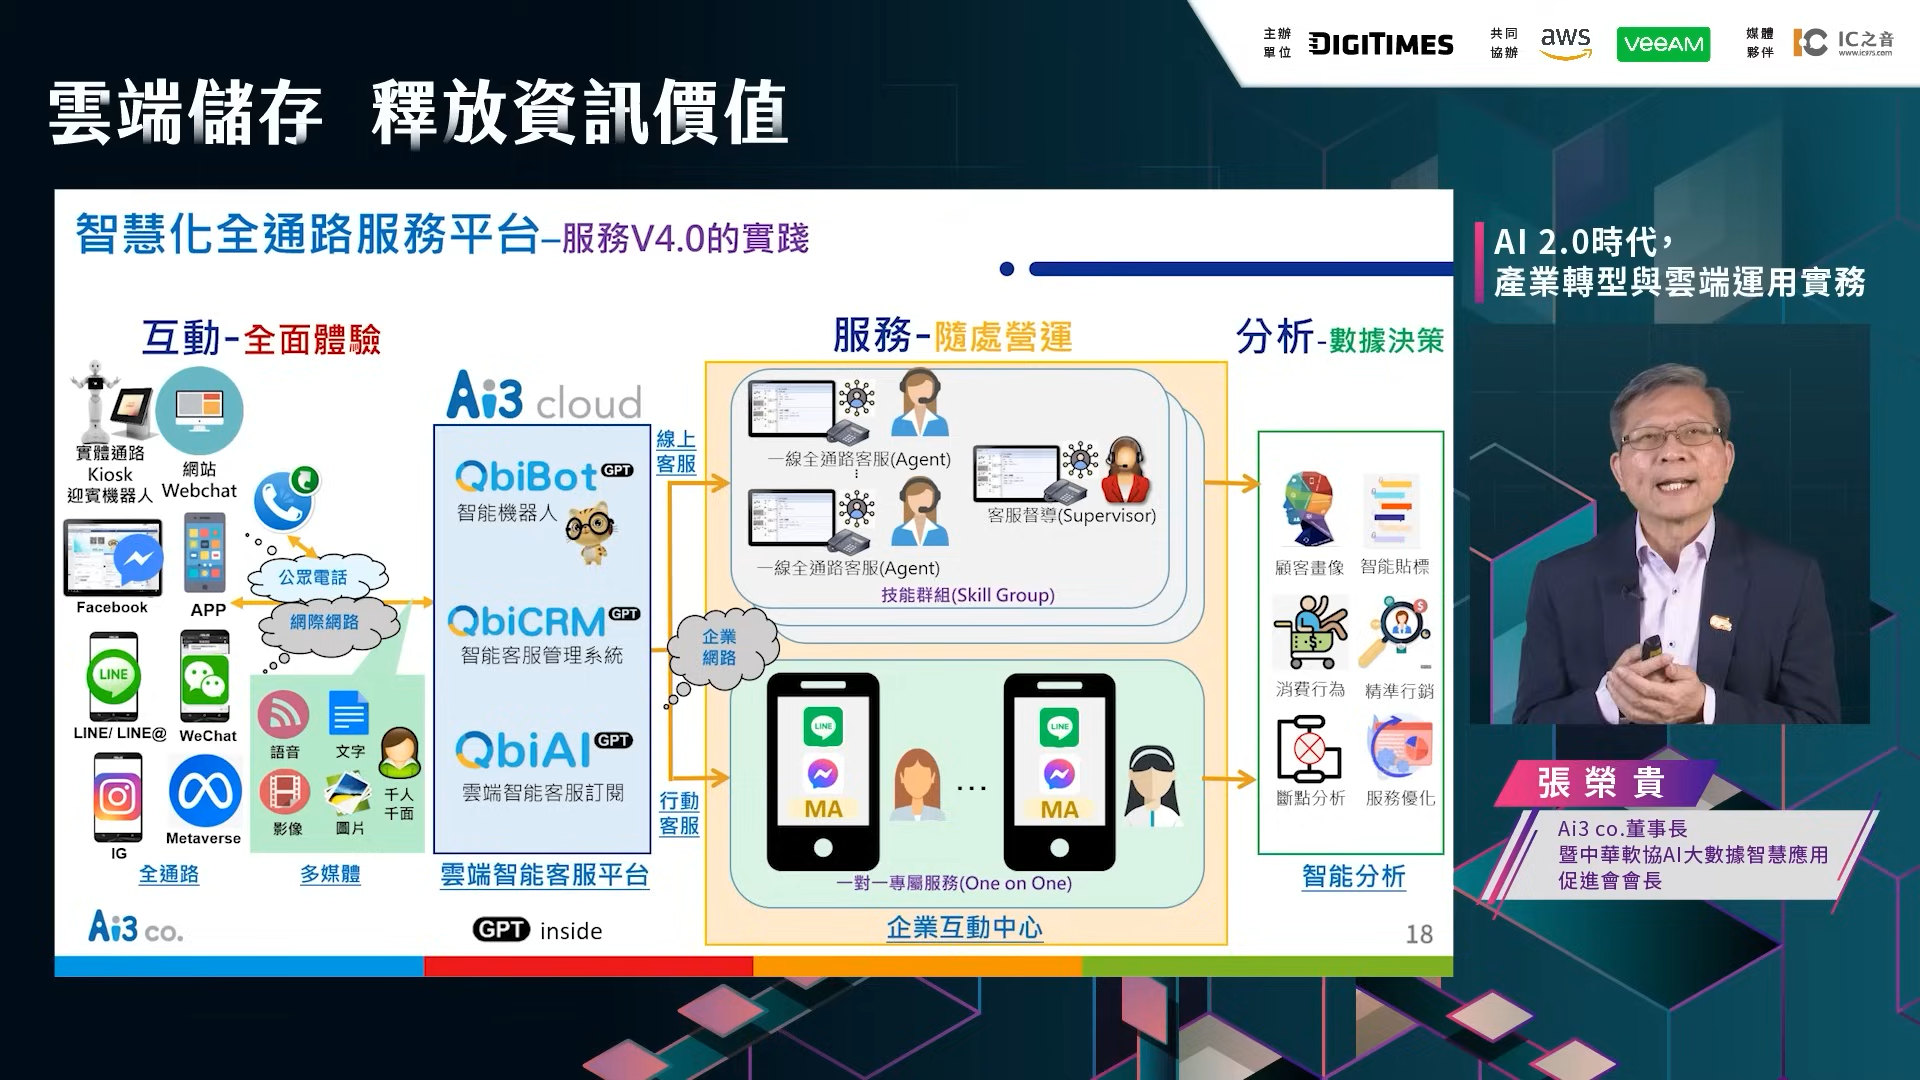 主辦
單位
DIGITIMES
共同
協辦
aws
veeAM
媒體
夥伴
IC之音
www.ic975.com
雲端儲存 釋放資訊價值
智慧化全通路服務平台–服務V4.0的實踐
AI 2.0時代,
產業轉型與雲端運用實務
互動-全面體驗
實體通路
Kiosk
迎賓機器人
網站
Webchat
Facebook
APP
公眾電話
網際網路
LINE
LINE/ LINE@
WeChat
IG
Metaverse
全通路
語音
文字
影像
圖片
千人
千面
多媒體
Ai3 cloud
QbiBot GPT
智能機器人
QbiCRM GPT
智能客服管理系統
QbiAI GPT
雲端智能客服訂閱
雲端智能客服平台
GPT inside
線上
客服
企業
網路
行動
客服
服務-隨處營運
一線全通路客服(Agent)
一線全通路客服(Agent)
客服督導(Supervisor)
技能群組(Skill Group)
LINE
MA
...
LINE
MA
一對一專屬服務(One on One)
企業互動中心
分析-數據決策
顧客畫像
智能貼標
消費行為
精準行銷
斷點分析
服務優化
智能分析
Ai3 co.
18
張榮貴
Ai3 co.董事長
暨中華軟協AI大數據智慧應用
促進會會長